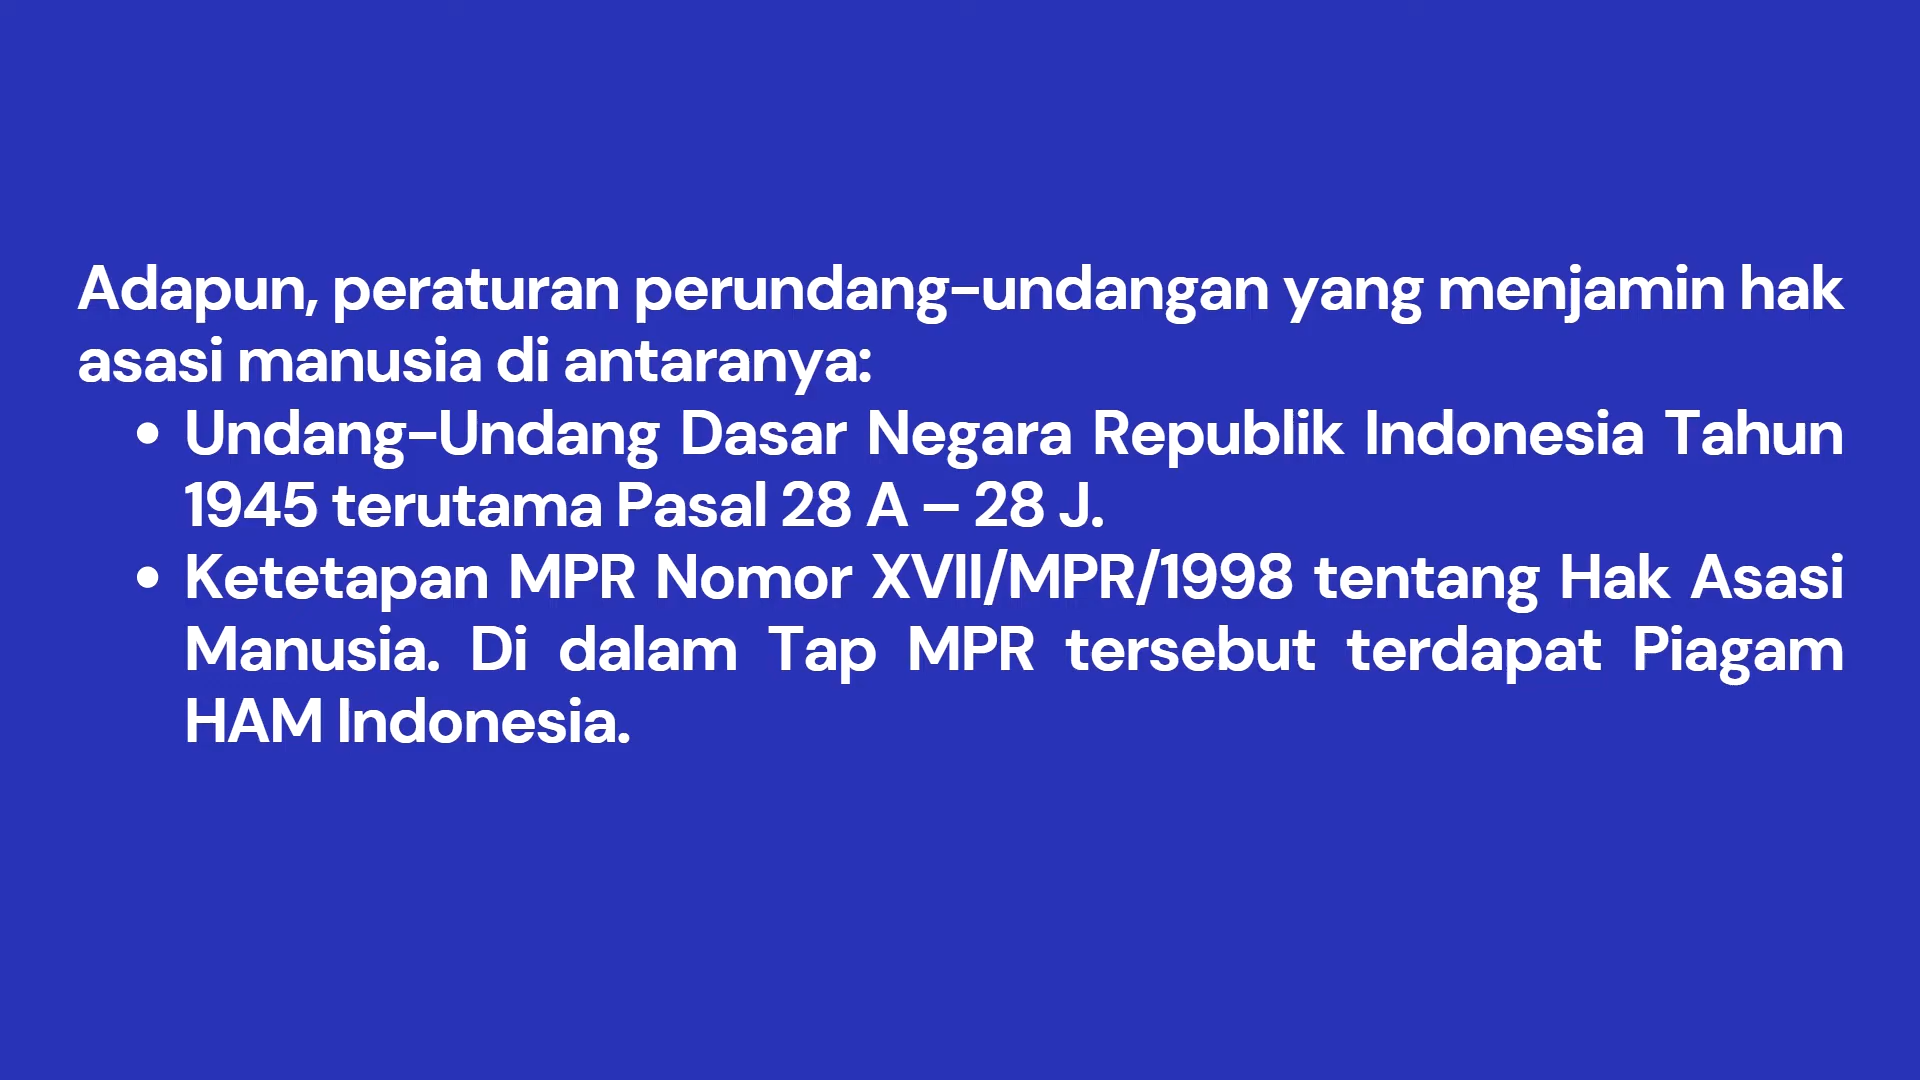 Adapun, peraturan perundang-undangan yang menjamin hak
asasi manusia di antaranya:
• Undang-Undang Dasar Negara Republik Indonesia Tahun
1945 terutama Pasal 28 A – 28 J.
• Ketetapan MPR Nomor XVII/MPR/1998 tentang Hak Asasi
Manusia. Di dalam Tap MPR tersebut terdapat Piagam
HAM Indonesia.